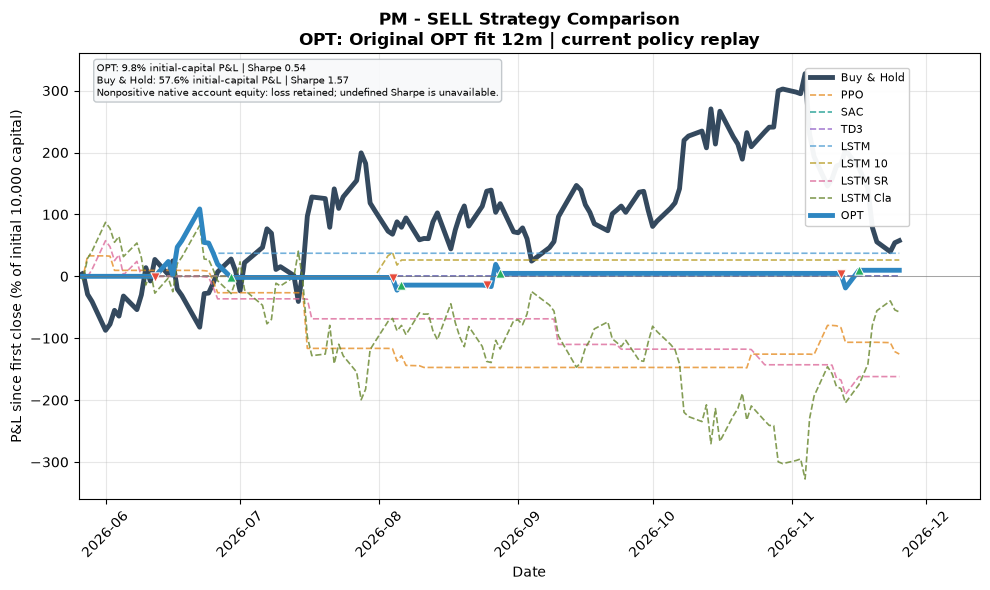 PM - SELL Strategy Comparison
OPT: Original OPT fit 12m | current policy replay
OPT: 9.8% initial-capital P&L | Sharpe 0.54
Buy & Hold: 57.6% initial-capital P&L | Sharpe 1.57
Nonpositive native account equity: loss retained; undefined Sharpe is unavailable.
Buy & Hold
PPO
SAC
TD3
LSTM
LSTM 10
LSTM SR
LSTM Cla
OPT
P&L since first close (% of initial 10,000 capital)
300
200
100
0
−100
−200
−300
2026-06
2026-07
2026-08
2026-09
2026-10
2026-11
2026-12
Date